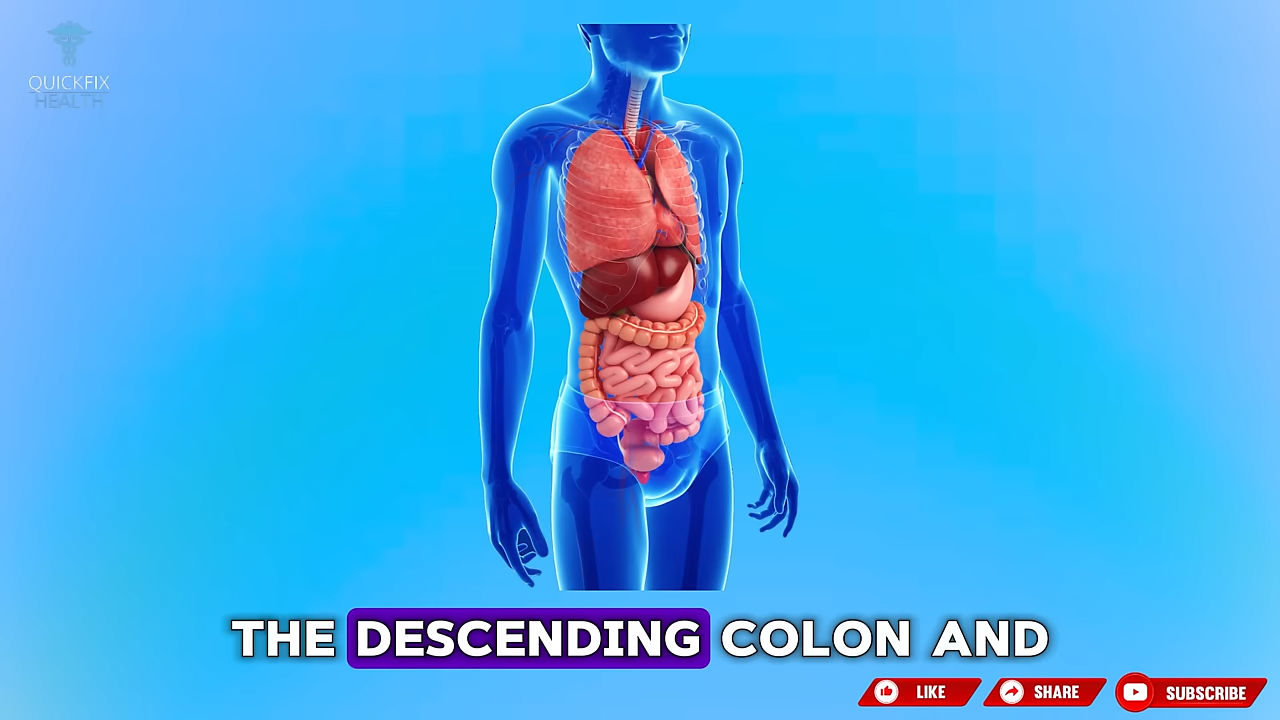 QUICKFIX
HEALTH
THE DESCENDING COLON AND
LIKE
SHARE
SUBSCRIBE